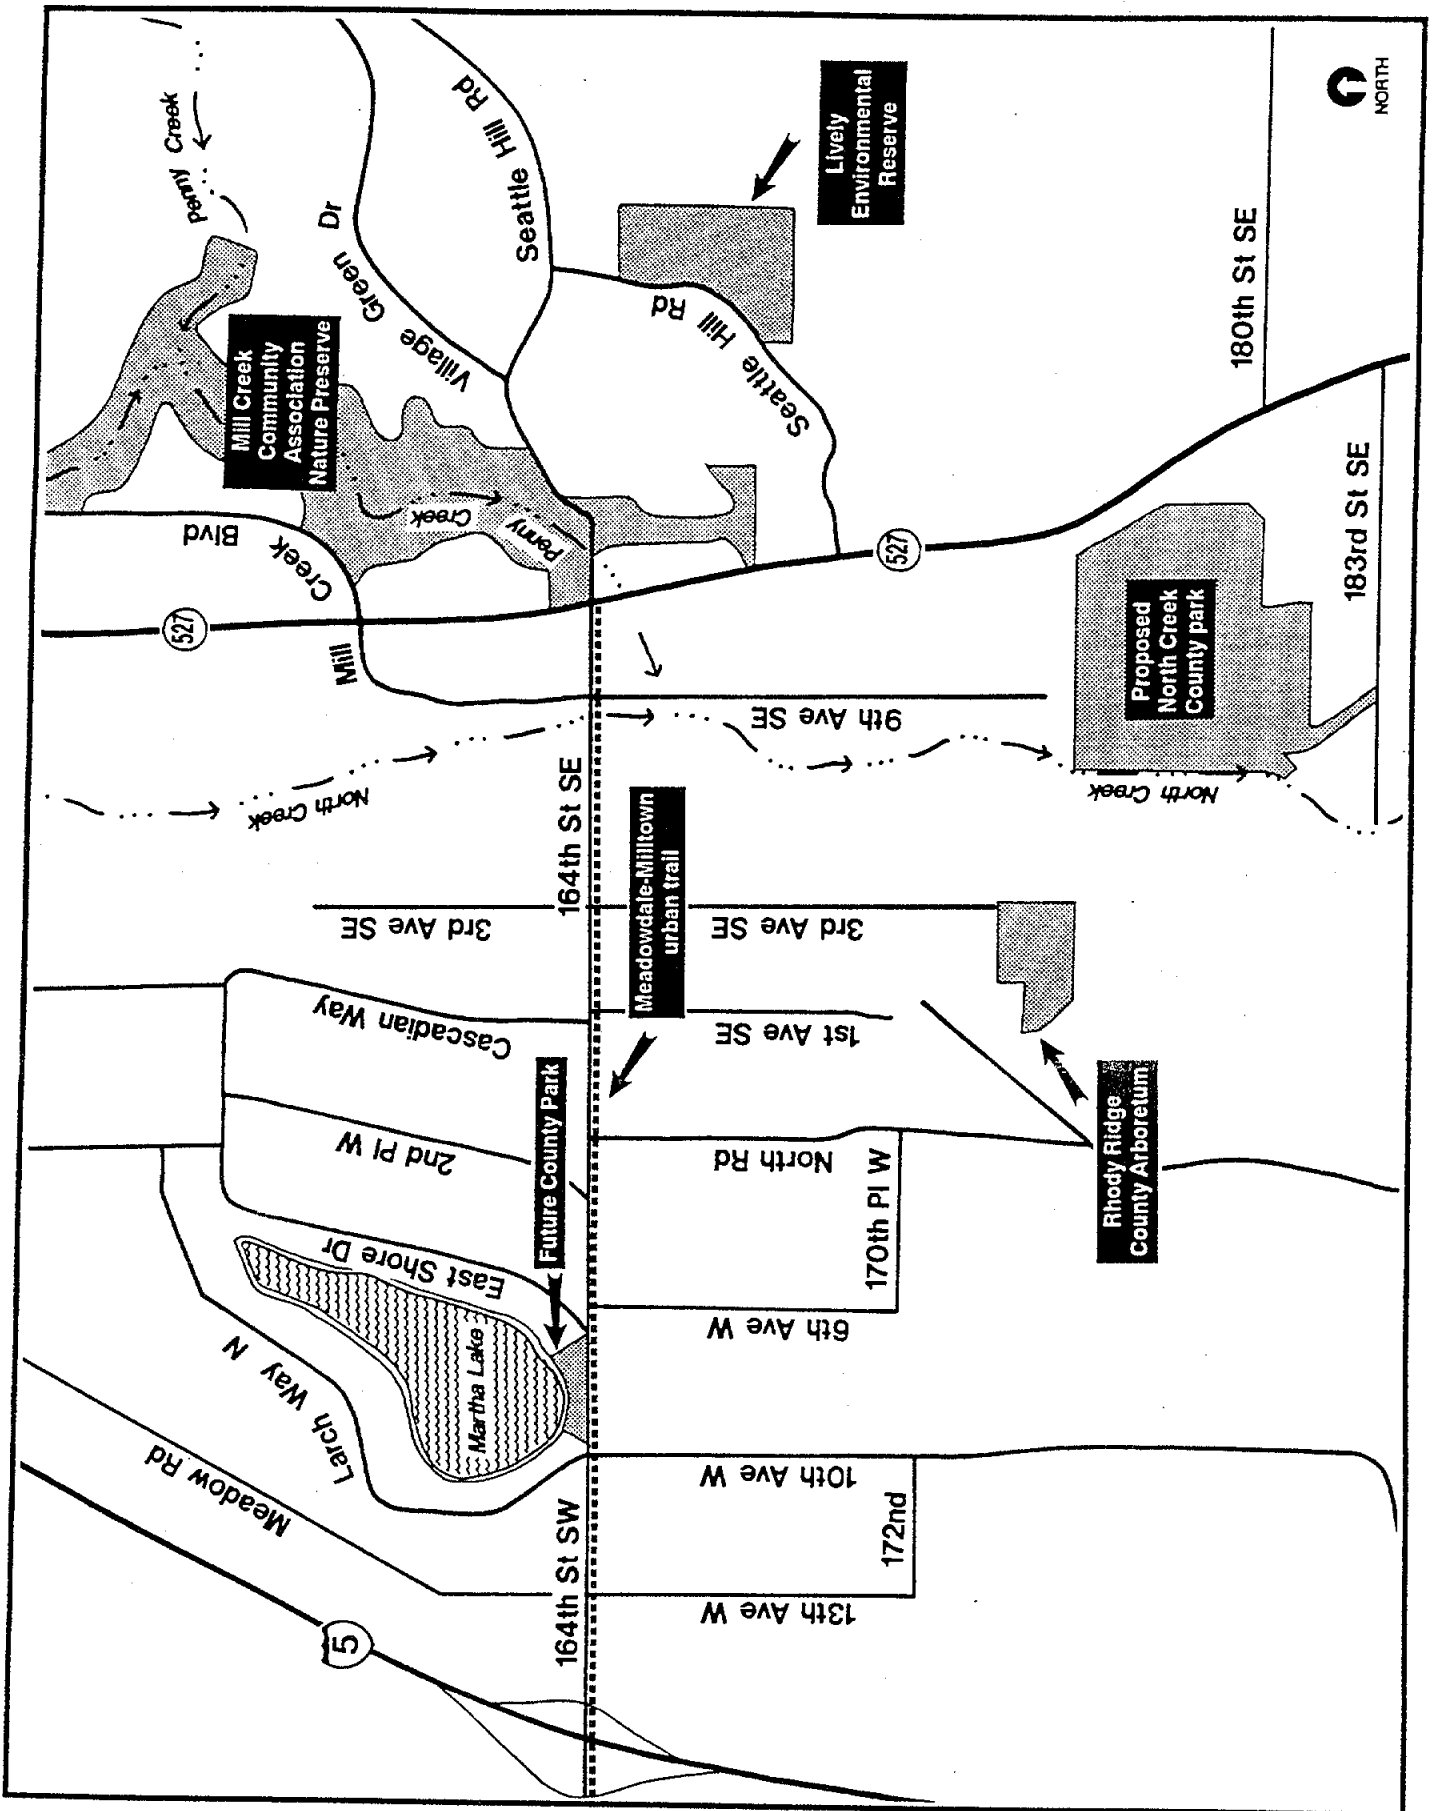 5
Meadow Rd
Larch Way N
Martha Lake
East Shore Dr
2nd Pl W
Cascadian Way
3rd Ave SE
North Creek
527
Mill
Creek
Blvd
Mill Creek
Community
Association
Nature Preserve
Penny Creek
Penny
Creek
Village Green Dr
Seattle Hill Rd
Future County Park
164th St SW
164th St SE
Meadowdale-Milltown
urban trail
13th Ave W
172nd
10th Ave W
6th Ave W
170th Pl W
North Rd
1st Ave SE
3rd Ave SE
9th Ave SE
527
Seattle Hill Rd
Lively
Environmental
Reserve
Rhody Ridge
County Arboretum
North Creek
Proposed
North Creek
County park
180th St SE
183rd St SE
NORTH